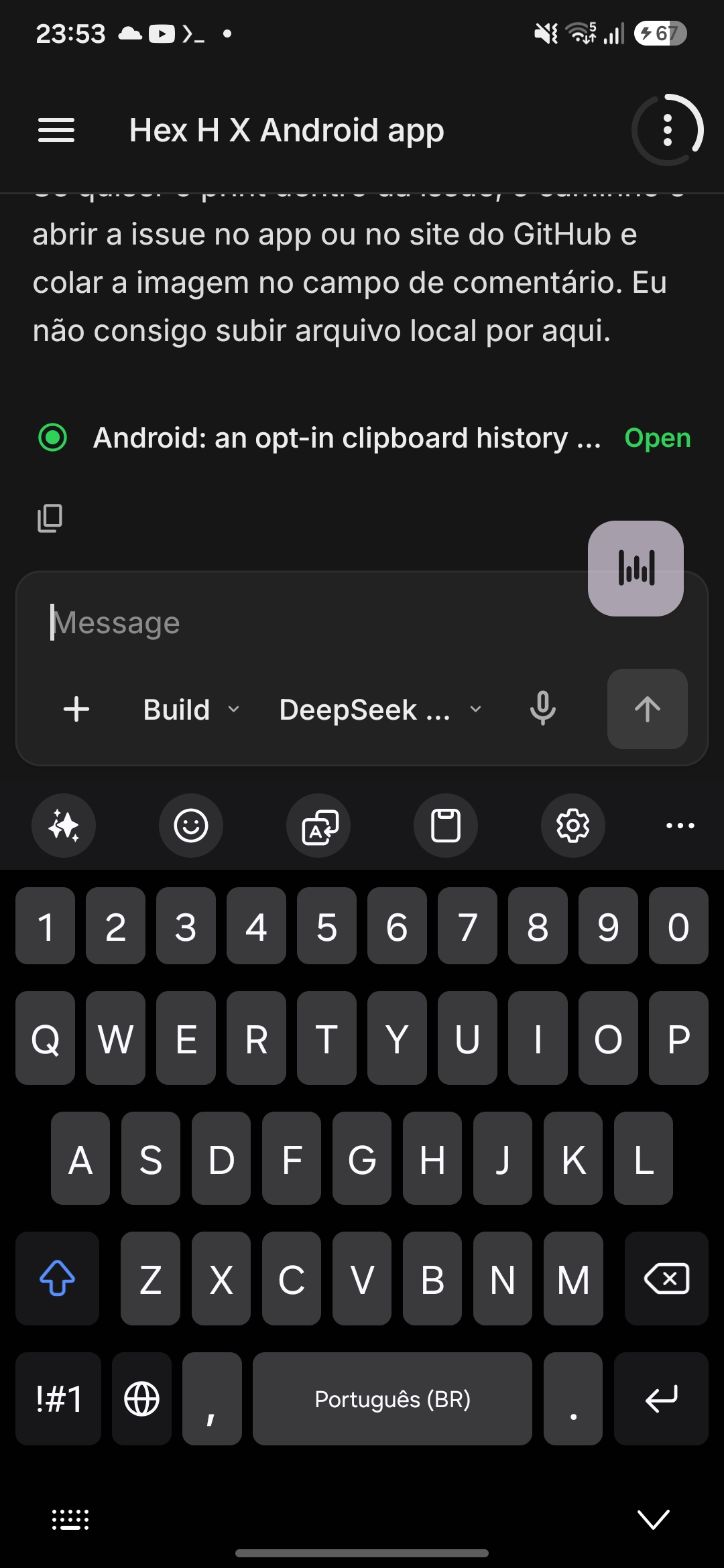 23:53
5
67
Hex H X Android app
abrir a issue no app ou no site do GitHub e
colar a imagem no campo de comentário. Eu
não consigo subir arquivo local por aqui.
Android: an opt-in clipboard history ... Open
Message
Build DeepSeek ...
1 2 3 4 5 6 7 8 9 0
Q W E R T Y U I O P
A S D F G H J K L
Z X C V B N M
!#1 , Português (BR) .